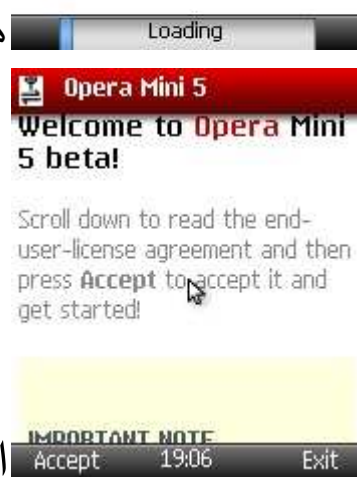 Loading
Opera Mini 5
Welcome to Opera Mini
5 beta!
Scroll down to read the end-
user-license agreement and then
press Accept to accept it and
get started!
IMPORTANT NOTE
Accept 19:06 Exit